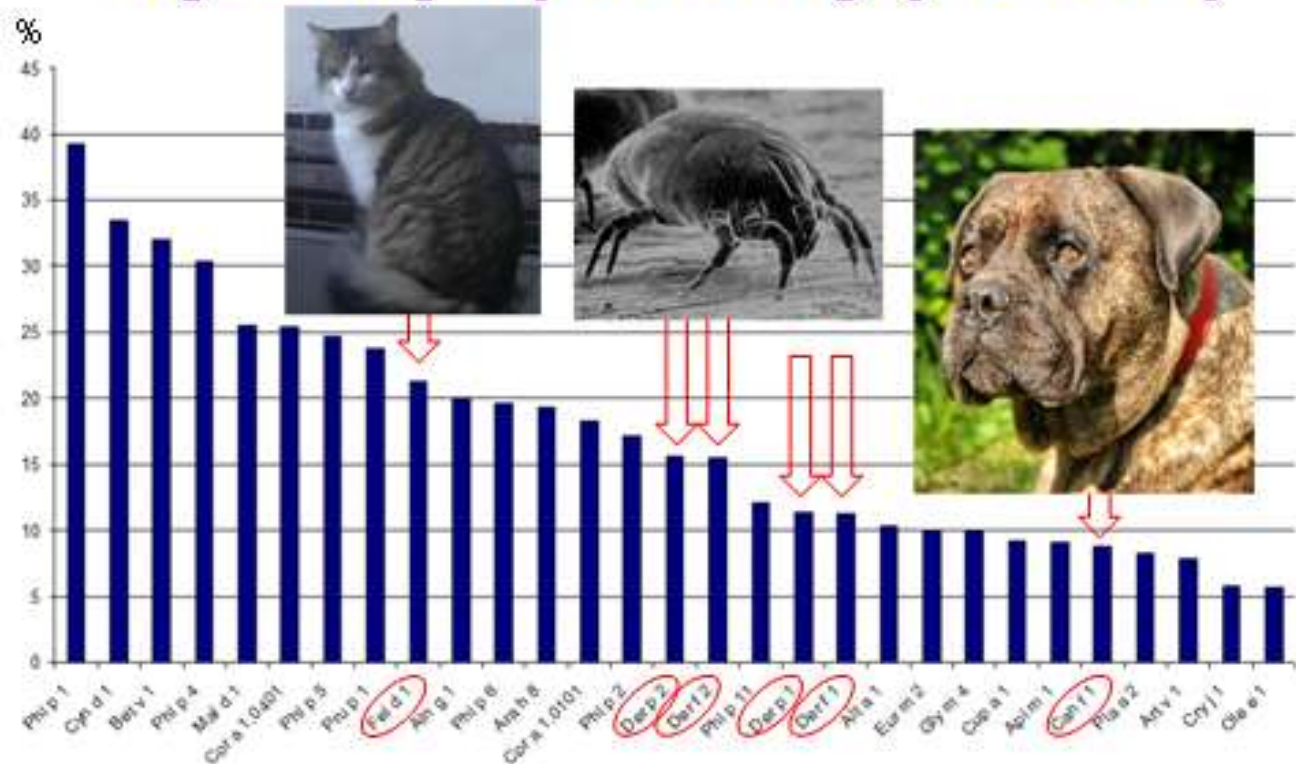 %
45
40
35
30
25
20
15
10
5
0
Phl p 1
Cyn d 1
Bet v 1
Phl p 4
Mal d 1
Cor a 1.0401
Phl p 5
Pru p 1
Fel d 1
Aln g 1
Phl p 6
Ara h 8
Cor a 1.0101
Phl p 2
Der p 2
Der f 2
Phl p 11
Der p 1
Der f 1
Alt a 1
Eur m 2
Gly m 4
Cup a 1
Api m 1
Can f 1
Pla a 2
Art v 1
Cry j 1
Ole e 1